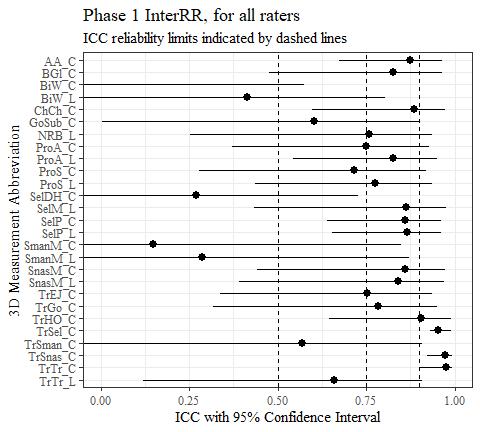 Phase 1 InterRR, for all raters
ICC reliability limits indicated by dashed lines
3D Measurement Abbreviation
AA_C
BGl_C
BiW_C
BiW_L
ChCh_C
GoSub_C
NRB_L
ProA_C
ProA_L
ProS_C
ProS_L
SelDH_C
SelM_L
SelP_C
SelP_L
SmanM_C
SmanM_L
SnasM_C
SnasM_L
TrEJ_C
TrGo_C
TrHO_C
TrSel_C
TrSman_C
TrSnas_C
TrTr_C
TrTr_L
0.00 0.25 0.50 0.75 1.00
ICC with 95% Confidence Interval